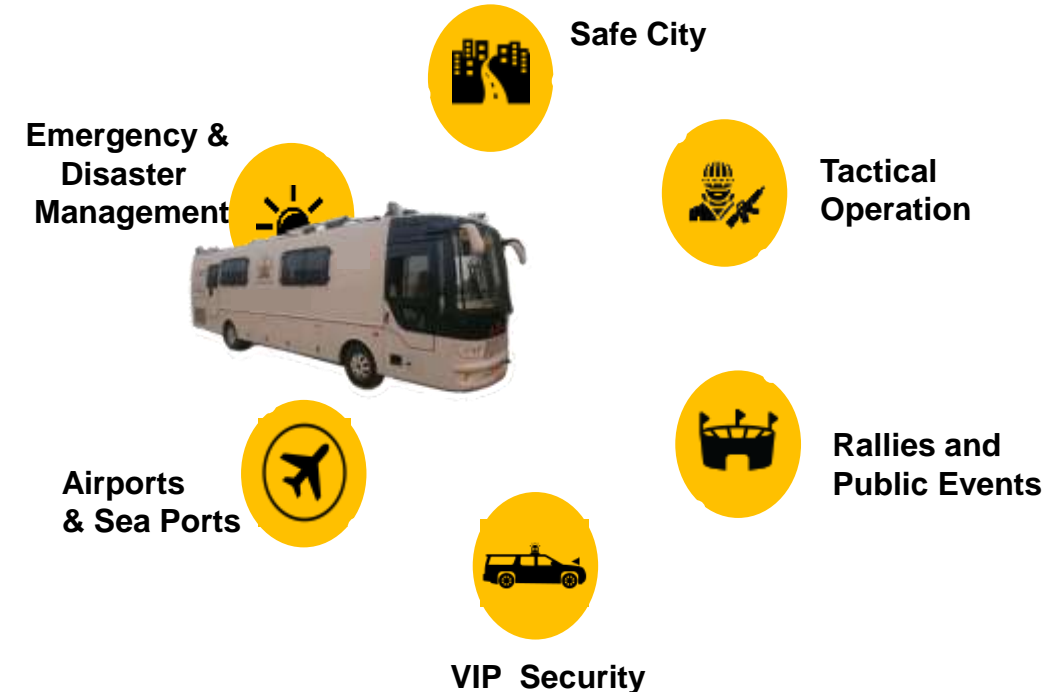 Safe City
Emergency &
Disaster
Management
Tactical
Operation
Rallies and
Public Events
Airports
& Sea Ports
VIP  Security